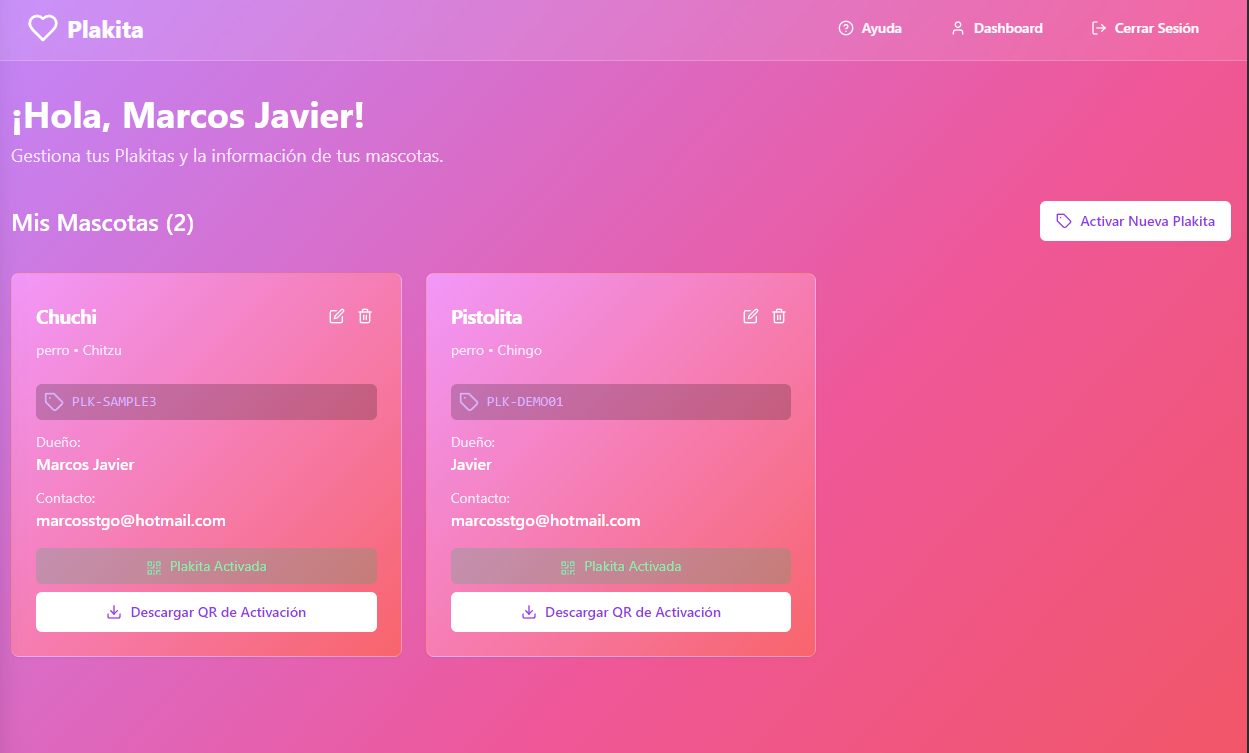 Plakita
Ayuda
Dashboard
Cerrar Sesión
¡Hola, Marcos Javier!
Gestiona tus Plakitas y la información de tus mascotas.
Mis Mascotas (2)
Activar Nueva Plakita
Chuchi
perro • Chitzu
PLK-SAMPLE3
Dueño:
Marcos Javier
Contacto:
marcosstgo@hotmail.com
Plakita Activada
Descargar QR de Activación
Pistolita
perro • Chingo
PLK-DEMO01
Dueño:
Javier
Contacto:
marcosstgo@hotmail.com
Plakita Activada
Descargar QR de Activación